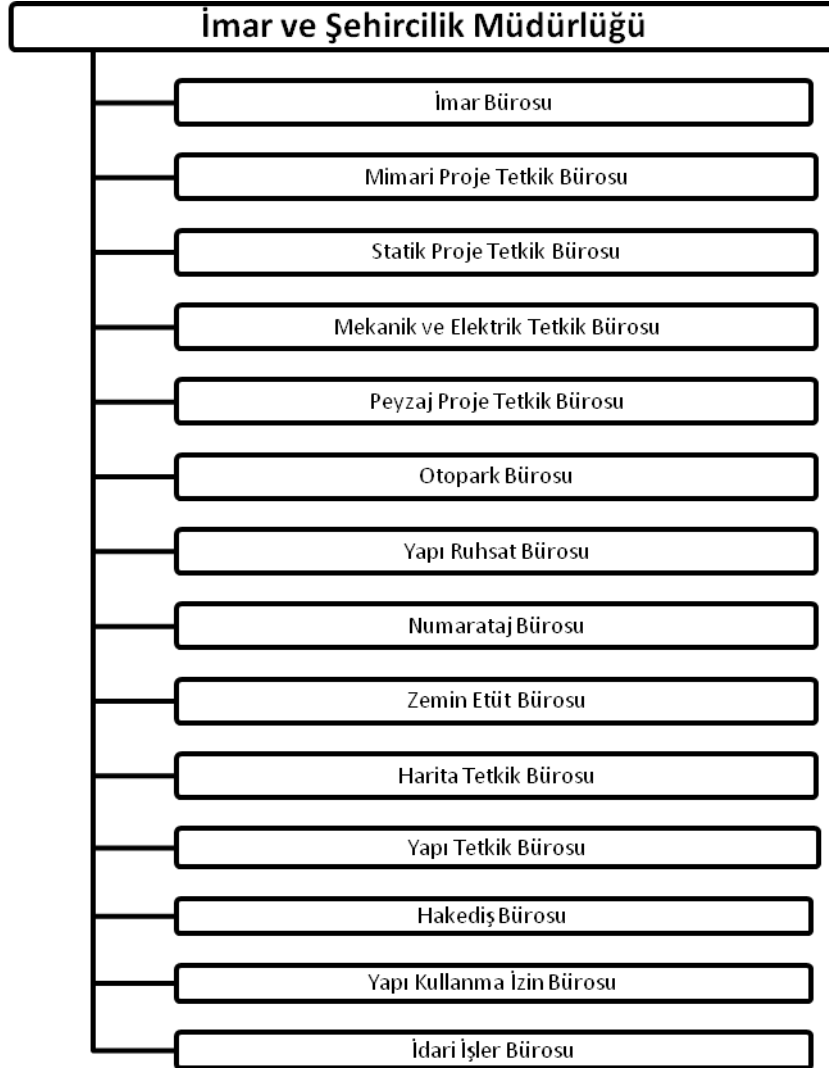 İmar ve Şehircilik Müdürlüğü
İmar Bürosu
Mimari Proje Tetkik Bürosu
Statik Proje Tetkik Bürosu
Mekanik ve Elektrik Tetkik Bürosu
Peyzaj Proje Tetkik Bürosu
Otopark Bürosu
Yapı Ruhsat Bürosu
Numarataj Bürosu
Zemin Etüt Bürosu
Harita Tetkik Bürosu
Yapı Tetkik Bürosu
Hakediş Bürosu
Yapı Kullanma İzin Bürosu
İdari İşler Bürosu